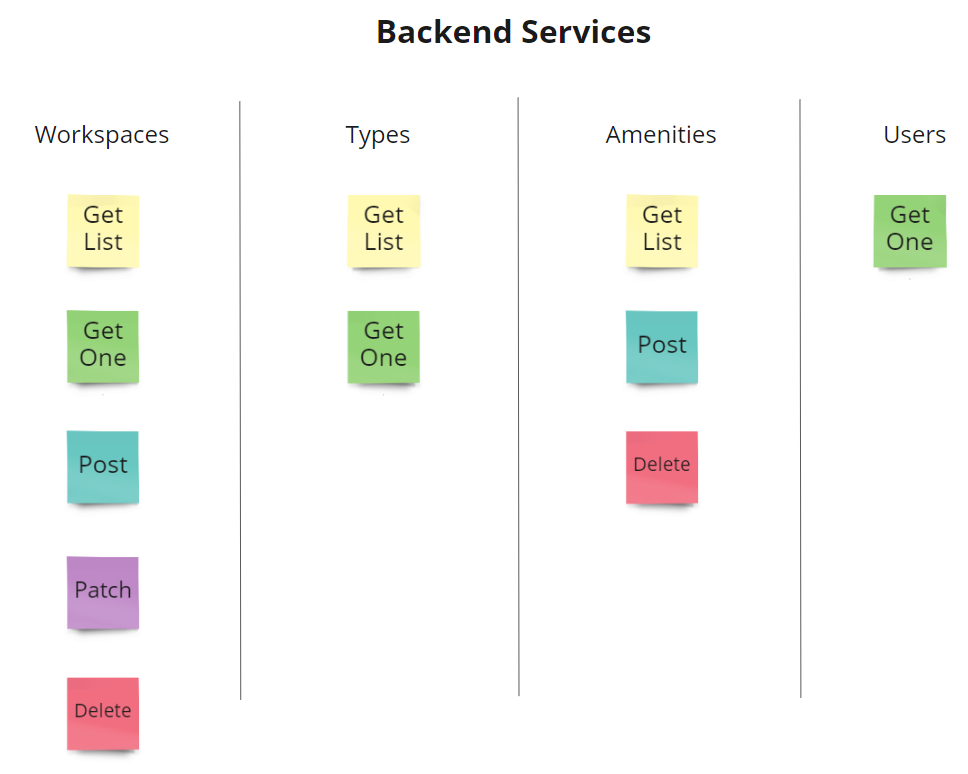 Backend Services
Workspaces
Get
List
Get
One
Post
Patch
Delete
Types
Get
List
Get
One
Amenities
Get
List
Post
Delete
Users
Get
One